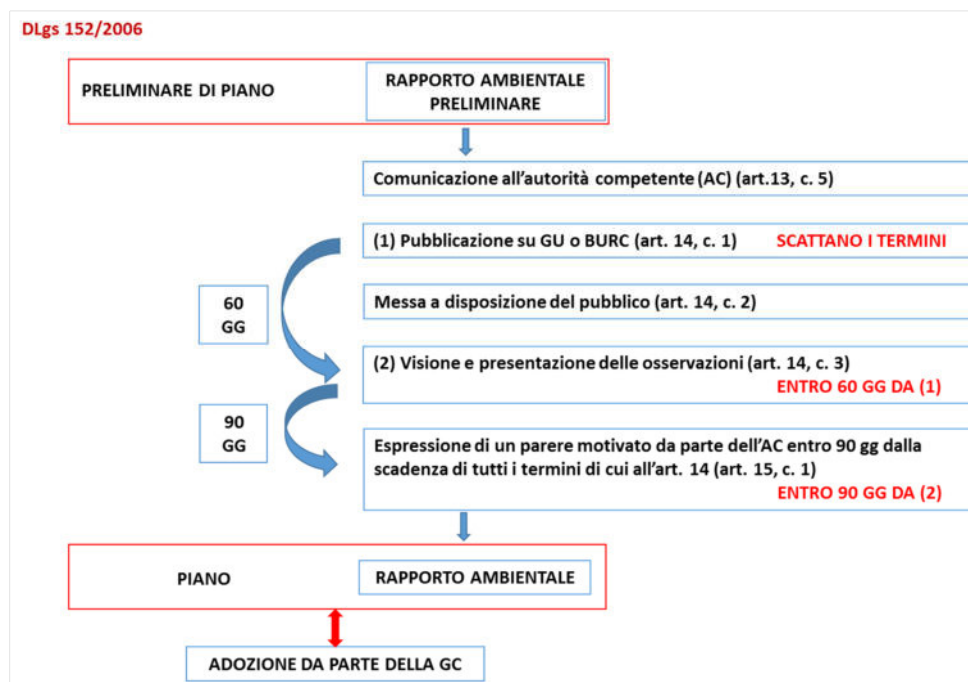 DLgs 152/2006
PRELIMINARE DI PIANO
RAPPORTO AMBIENTALE
PRELIMINARE
Comunicazione all'autorità competente (AC) (art.13, c. 5)
(1) Pubblicazione su GU o BURC (art. 14, c. 1) SCATTANO I TERMINI
60
GG
Messa a disposizione del pubblico (art. 14, c. 2)
(2) Visione e presentazione delle osservazioni (art. 14, c. 3)
ENTRO 60 GG DA (1)
90
GG
Espressione di un parere motivato da parte dell'AC entro 90 gg dalla
scadenza di tutti i termini di cui all'art. 14 (art. 15, c. 1)
ENTRO 90 GG DA (2)
PIANO
RAPPORTO AMBIENTALE
ADOZIONE DA PARTE DELLA GC